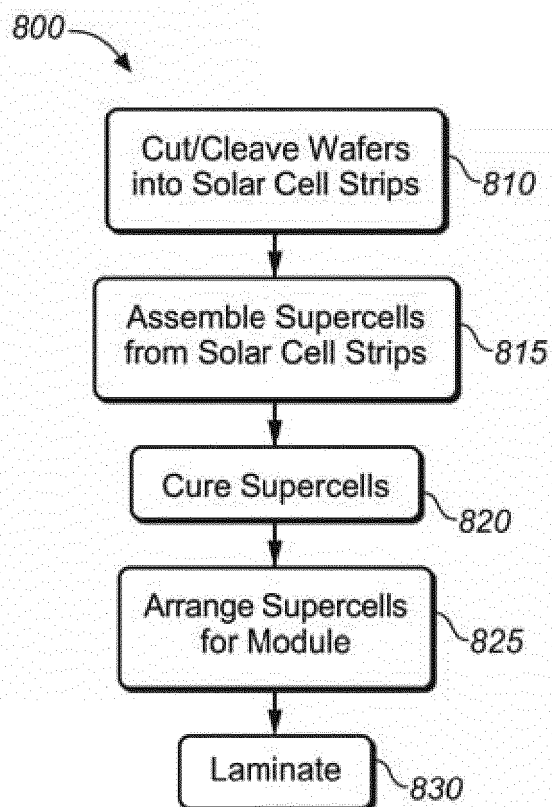 800
Cut/Cleave Wafers
into Solar Cell Strips
810
Assemble Supercells
from Solar Cell Strips
815
Cure Supercells
820
Arrange Supercells
for Module
825
Laminate
830